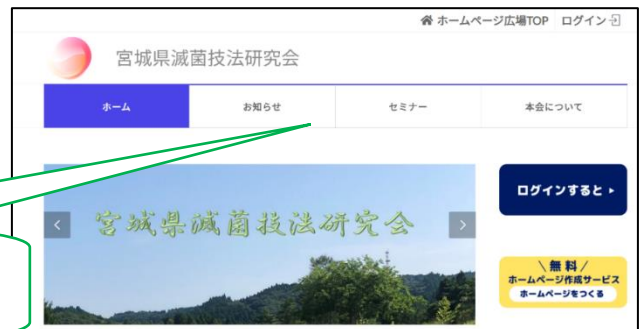 ホームページ広場TOP ログイン
宮城県滅菌技法研究会
ホーム お知らせ セミナー 本会について
宮城県滅菌技法研究会
ログインすると
\ 無料 /
ホームページ作成サービス
ホームページをつくる